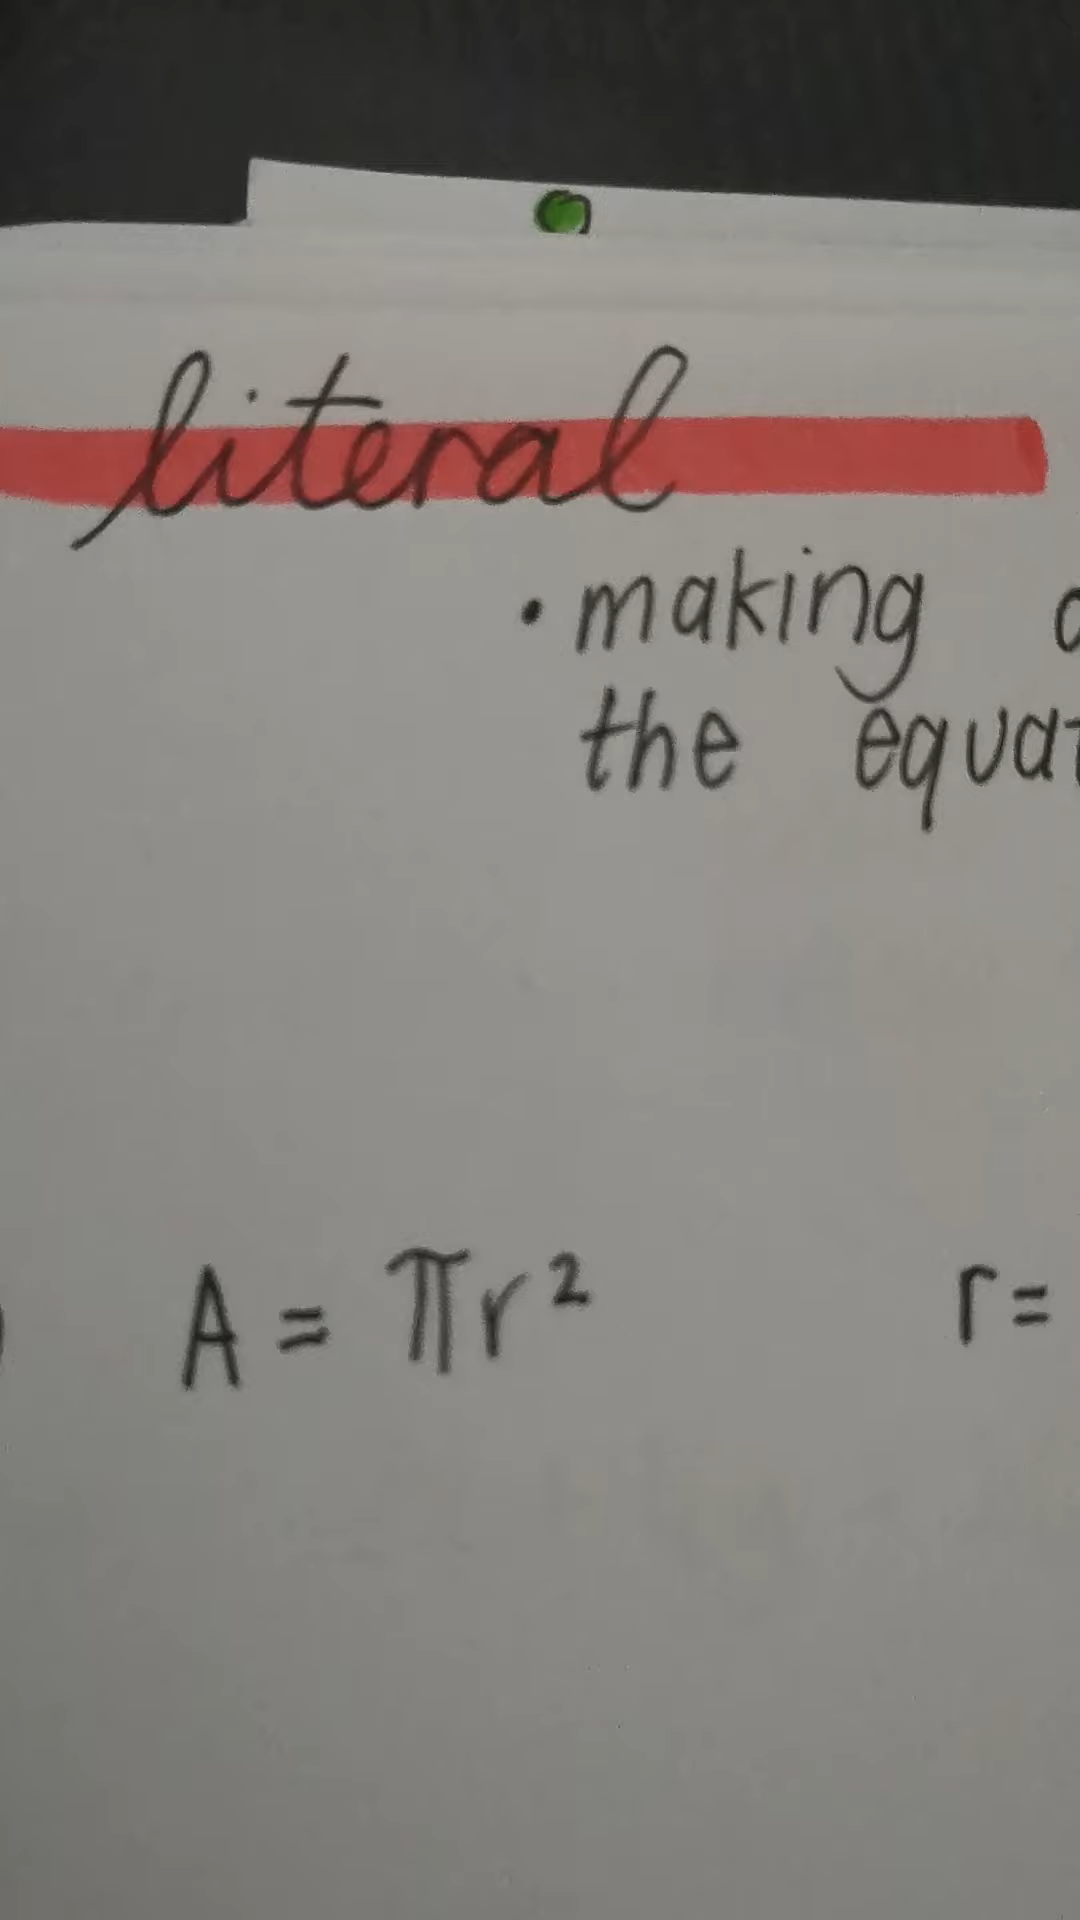 literal
• making
the
A = πr²
r =